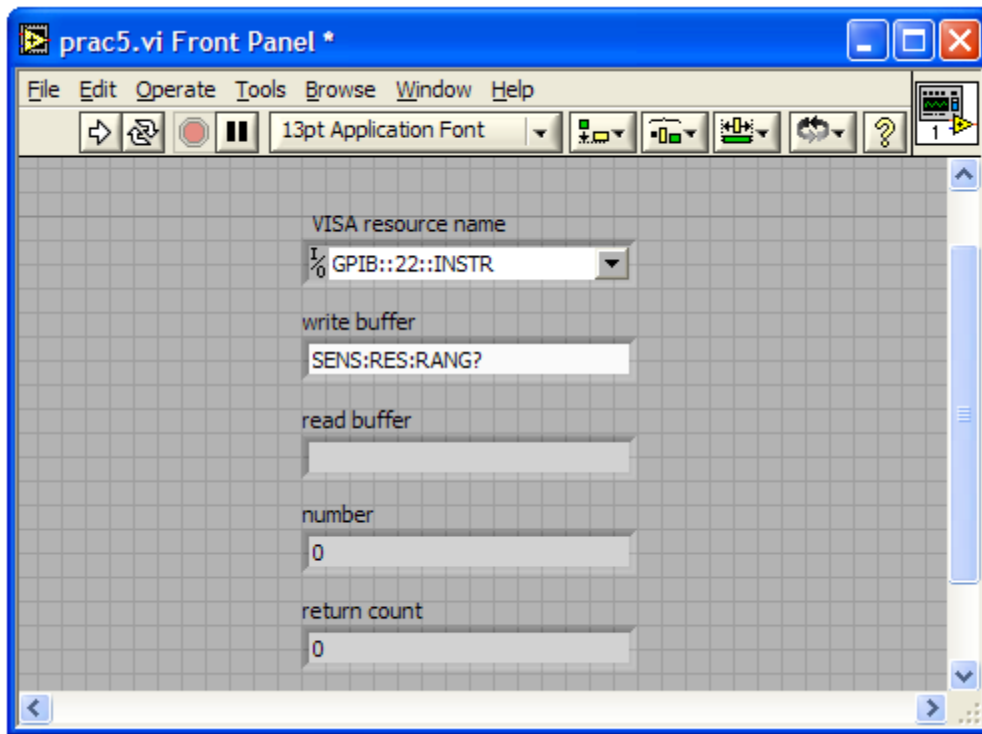 prac5.vi Front Panel *
File Edit Operate Tools Browse Window Help
13pt Application Font
1
VISA resource name
I/O GPIB::22::INSTR
write buffer
SENS:RES:RANG?
read buffer
number
0
return count
0